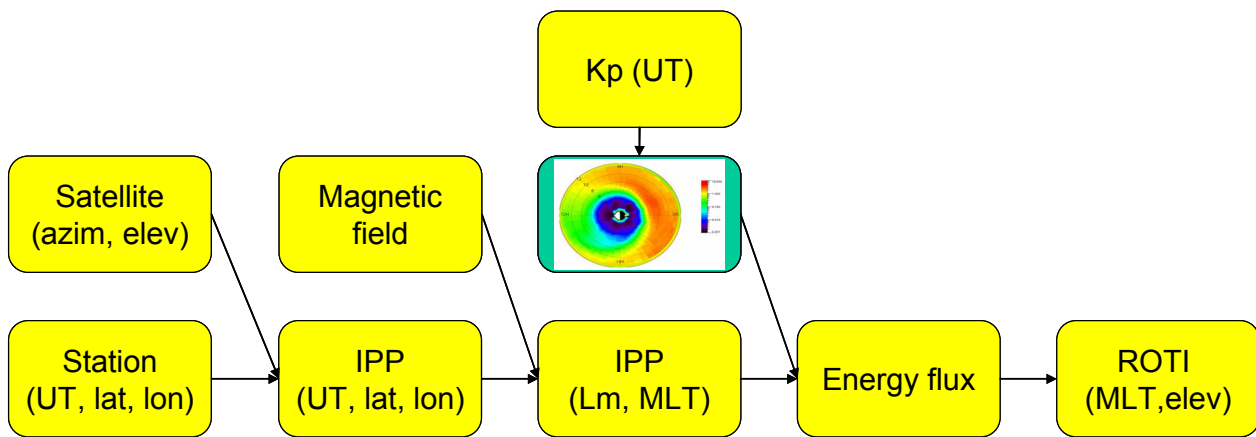 Kp (UT)
Satellite
(azim, elev)
Magnetic
field
Station
(UT, lat, lon)
IPP
(UT, lat, lon)
IPP
(Lm, MLT)
Energy flux
ROTI
(MLT,elev)